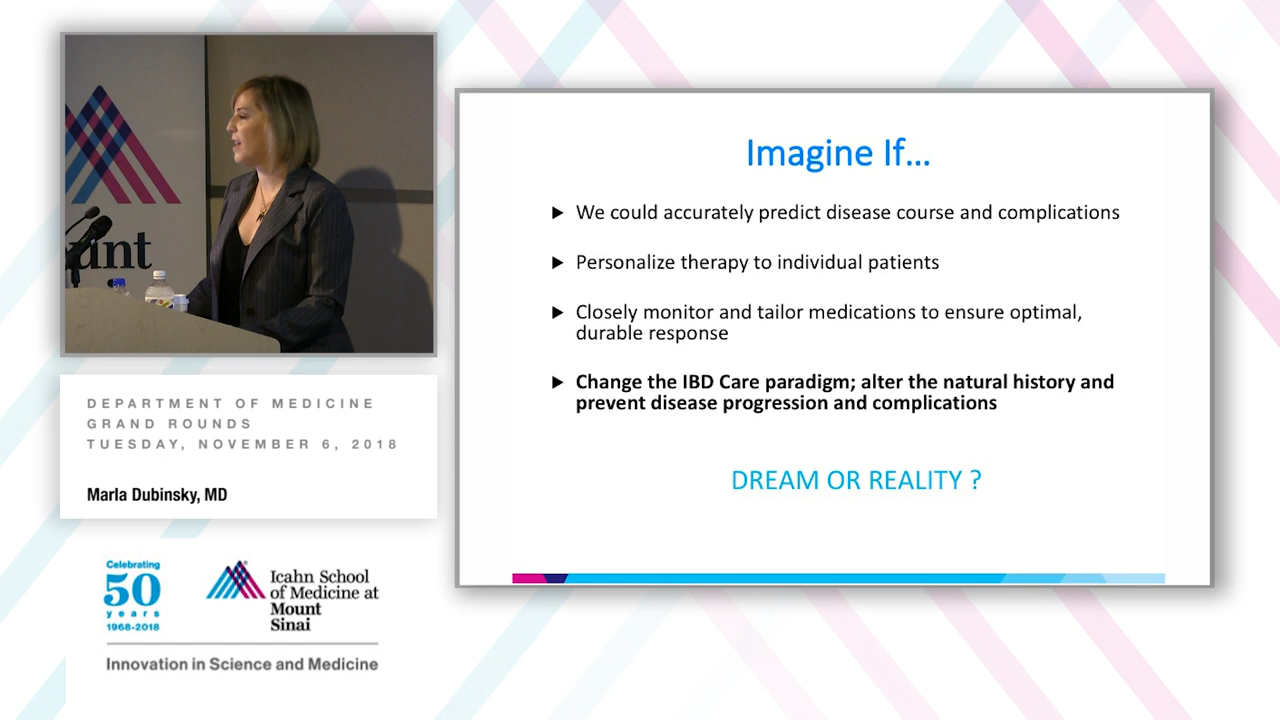 unt
DEPARTMENT OF MEDICINE
GRAND ROUNDS
TUESDAY, NOVEMBER 6, 2018
Marla Dubinsky, MD
Celebrating
50
years
1968-2018
Icahn School
of Medicine at
Mount
Sinai
Innovation in Science and Medicine
Imagine If...
► We could accurately predict disease course and complications
► Personalize therapy to individual patients
► Closely monitor and tailor medications to ensure optimal,
durable response
► Change the IBD Care paradigm; alter the natural history and
prevent disease progression and complications
DREAM OR REALITY ?